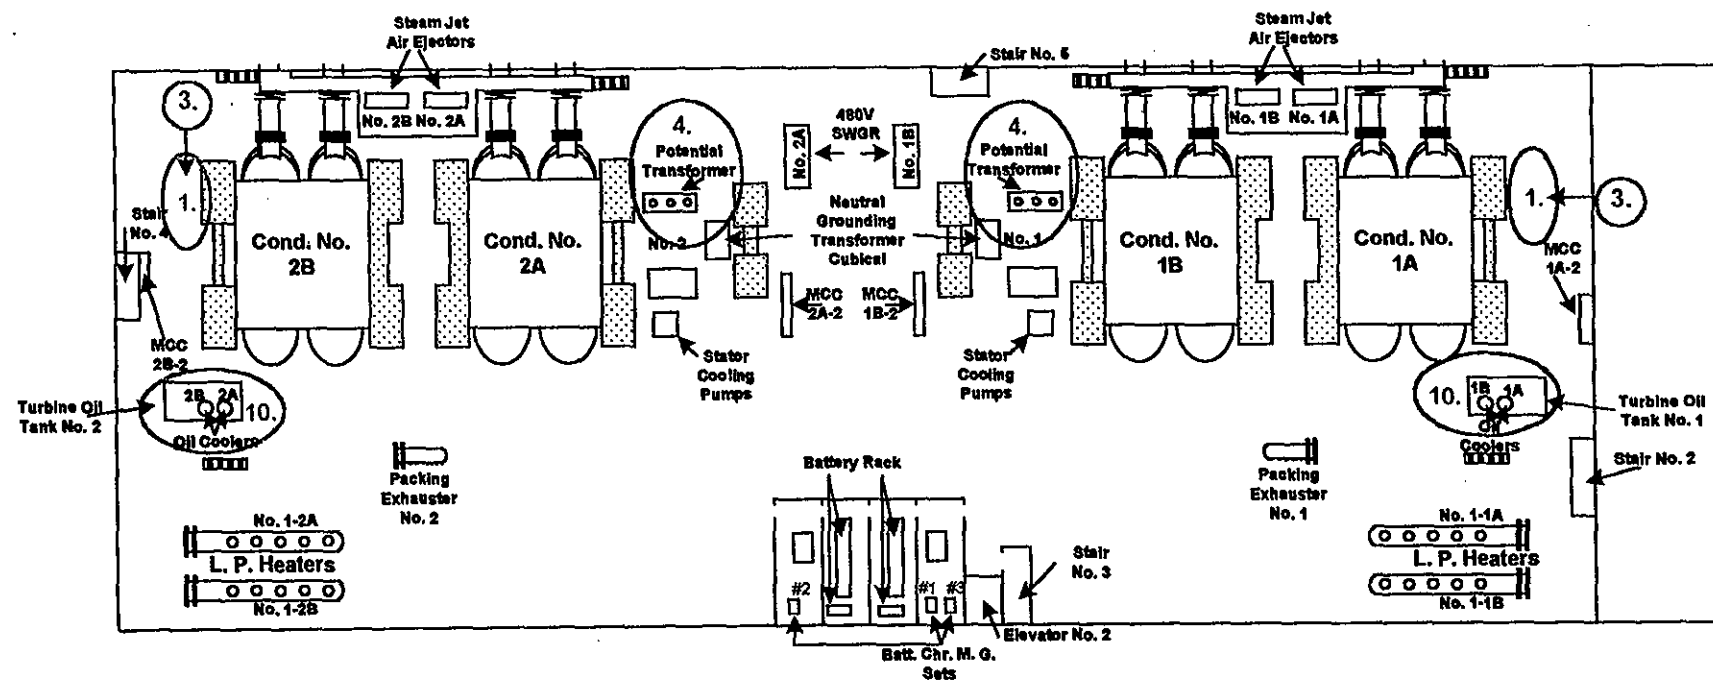 Steam Jet
Air Ejectors
No. 2B
No. 2A
3.
1.
Stair
No. 4
Cond. No.
2B
Cond. No.
2A
MCC
2B-2
4.
Potential
Transformer
No. 2
480V
SWGR
No. 2A
No. 1B
Neutral
Grounding
Transformer
Cubical
MCC
2A-2
MCC
1B-2
Stator
Cooling
Pumps
Stair No. 5
4.
Potential
Transformer
No. 1
Stator
Cooling
Pumps
Steam Jet
Air Ejectors
No. 1B
No. 1A
Cond. No.
1B
Cond. No.
1A
1.
3.
MCC
1A-2
Turbine Oil
Tank No. 2
2B
2A
10.
Oil Coolers
Packing
Exhauster
No. 2
No. 1-2A
L. P. Heaters
No. 1-2B
Battery Rack
#2
#1
#3
Batt. Chr. M. G.
Sets
Elevator No. 2
Stair
No. 3
Packing
Exhauster
No. 1
10.
1B
1A
Oil
Coolers
Turbine Oil
Tank No. 1
Stair No. 2
No. 1-1A
L. P. Heaters
No. 1-1B